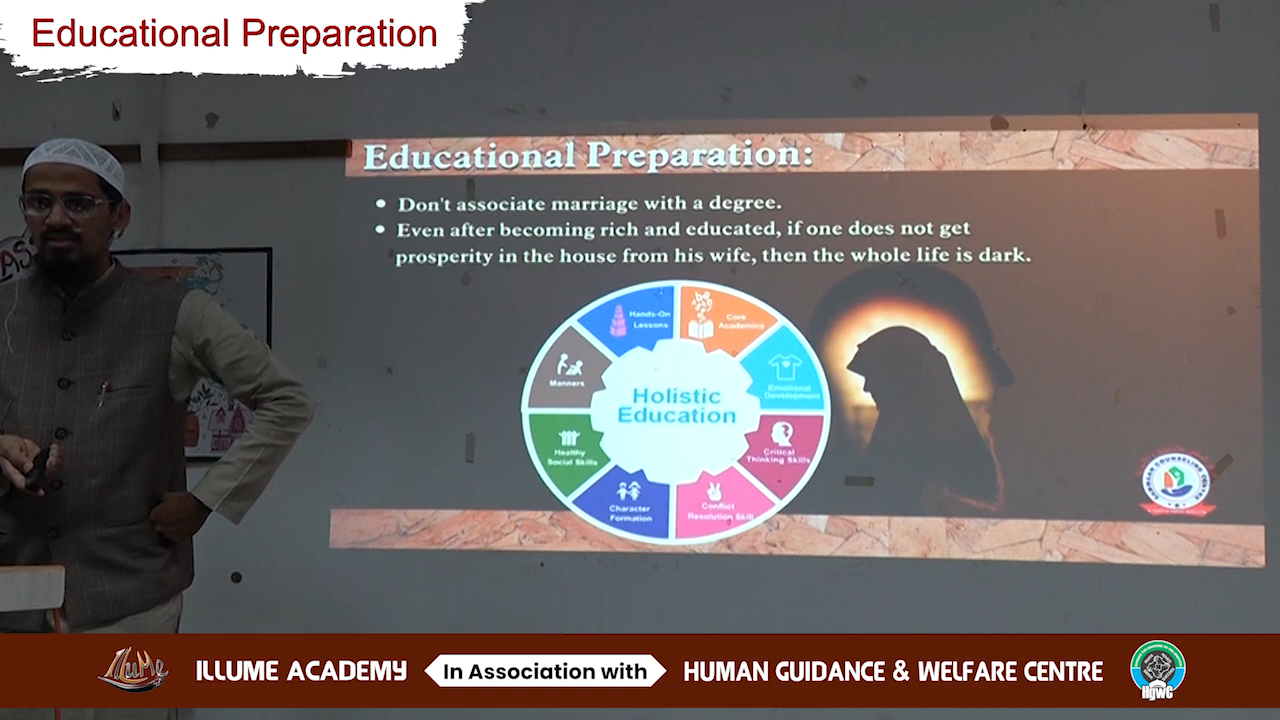 Educational Preparation
Educational Preparation:
• Don't associate marriage with a degree.
• Even after becoming rich and educated, if one does not get
prosperity in the house from his wife, then the whole life is dark.
Hands-On
Lessons
Core
Academics
Manners
Emotional
Development
Holistic
Education
Healthy
Social Skills
Critical
Thinking Skills
Character
Formation
Conflict
Resolution Skill
COUNSELING CENTRE
ILLUME ACADEMY
In Association with
HUMAN GUIDANCE & WELFARE CENTRE
IlluMe
HgWC